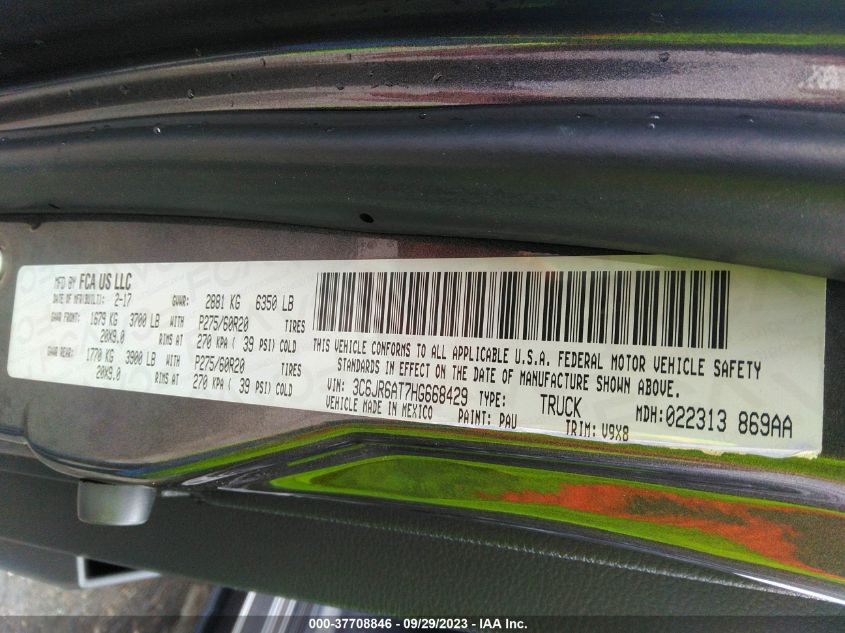 MFD BY FCA US LLC
DATE OF MFR(BUILT): 2-17 GVWR: 2881 KG 6350 LB
GAWR FRONT: 1679 KG 3700 LB WITH P275/60R20 TIRES
20X9.0 RIMS AT 270 KPA ( 39 PSI) COLD
GAWR REAR: 1770 KG 3900 LB WITH P275/60R20 TIRES
20X9.0 RIMS AT 270 KPA ( 39 PSI) COLD
THIS VEHICLE CONFORMS TO ALL APPLICABLE U.S.A. FEDERAL MOTOR VEHICLE SAFETY
STANDARDS IN EFFECT ON THE DATE OF MANUFACTURE SHOWN ABOVE.
VIN: 3C6JR6AT7HG668429 TYPE: TRUCK MDH:022313 869AA
VEHICLE MADE IN MEXICO PAINT: PAU TRIM: V9X8
000-37708846 - 09/29/2023 - IAA Inc.